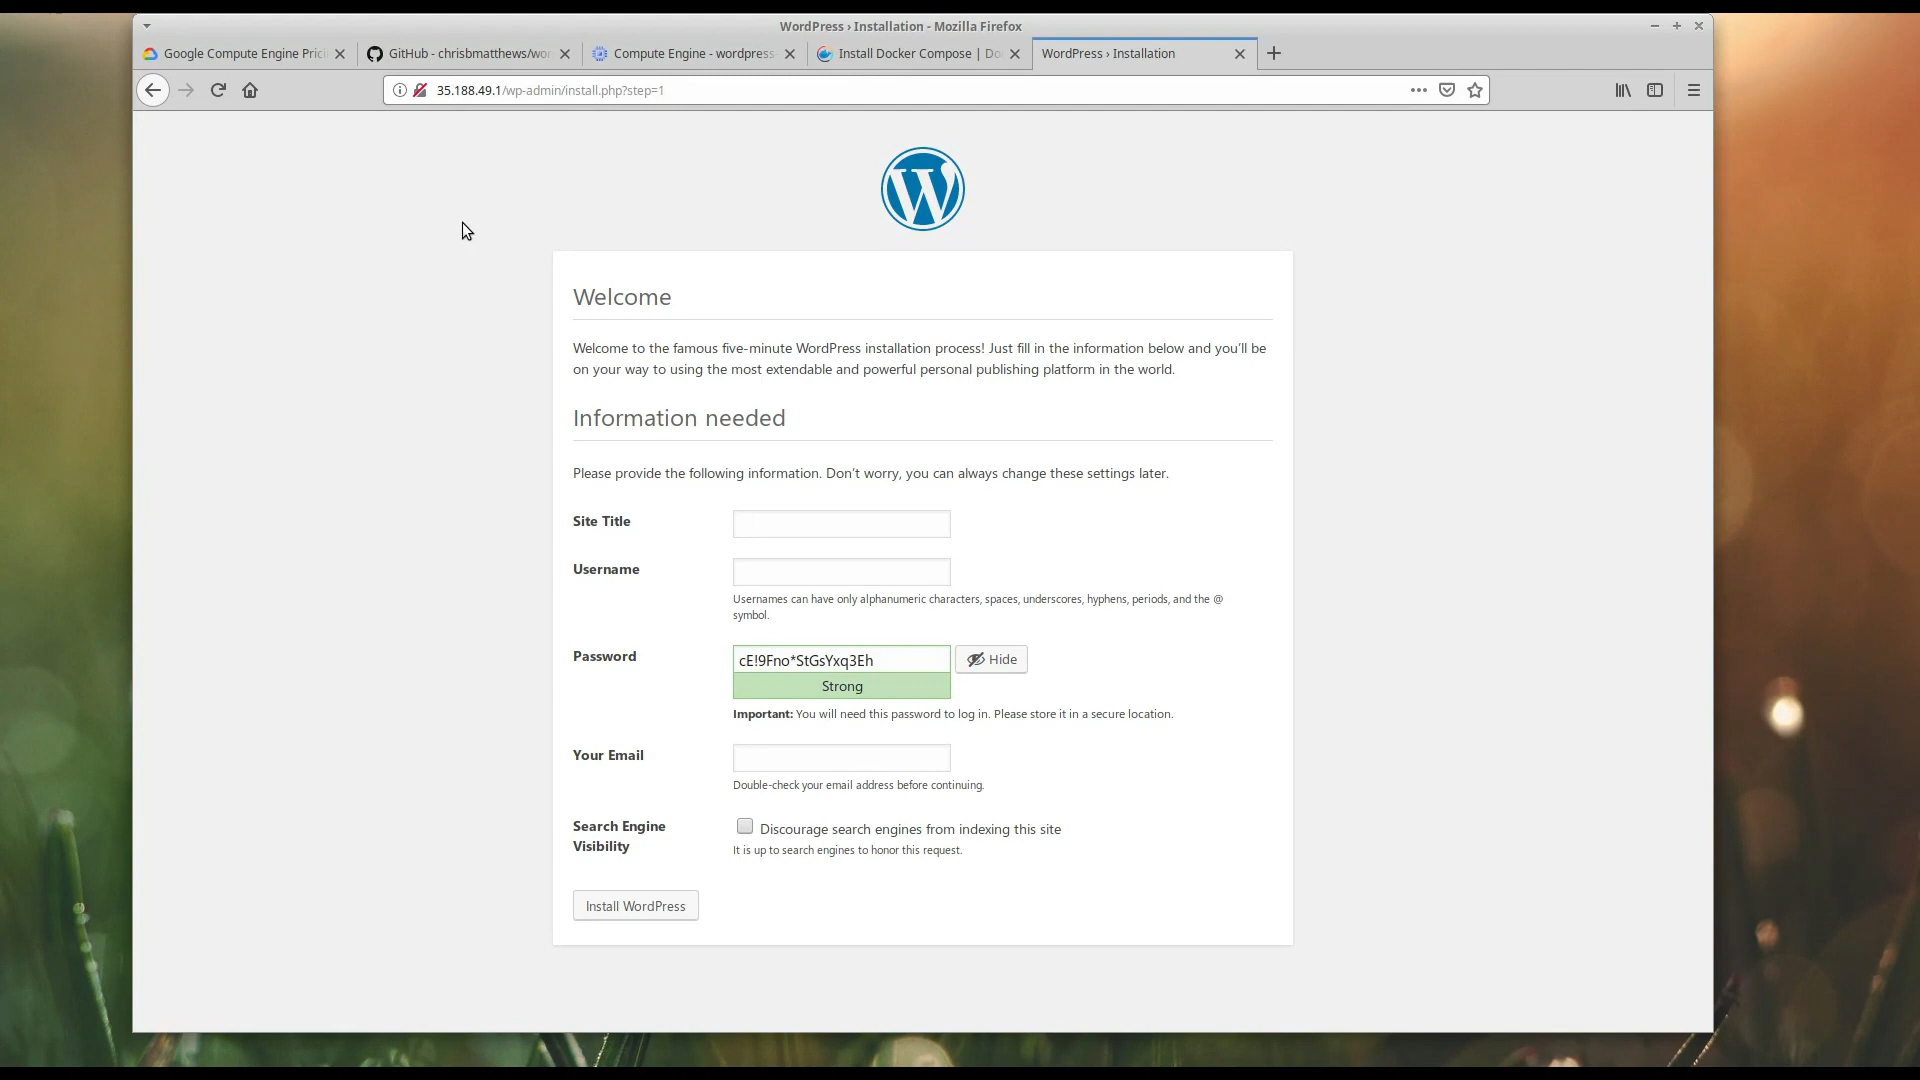 WordPress › Installation - Mozilla Firefox
Google Compute Engine Prici
GitHub - chrisbmatthews/wor
Compute Engine - wordpress
Install Docker Compose | Do
WordPress › Installation
35.188.49.1/wp-admin/install.php?step=1
Welcome
Welcome to the famous five-minute WordPress installation process! Just fill in the information below and you’ll be
on your way to using the most extendable and powerful personal publishing platform in the world.
Information needed
Please provide the following information. Don’t worry, you can always change these settings later.
Site Title
Username
Usernames can have only alphanumeric characters, spaces, underscores, hyphens, periods, and the @
symbol.
Password
cE!9Fno*StGsYxq3Eh
Hide
Strong
Important: You will need this password to log in. Please store it in a secure location.
Your Email
Double-check your email address before continuing.
Search Engine
Visibility
Discourage search engines from indexing this site
It is up to search engines to honor this request.
Install WordPress